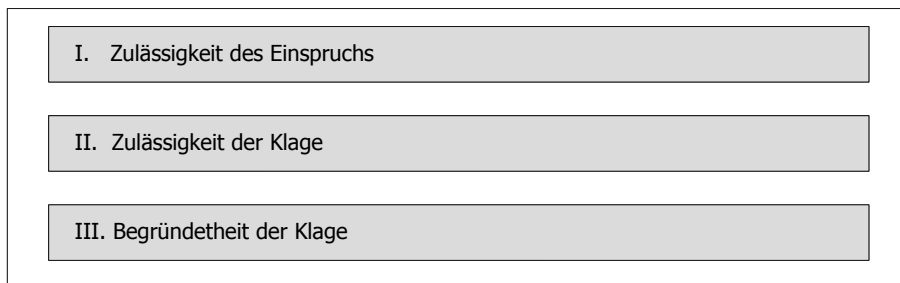 I. Zulässigkeit des Einspruchs
II. Zulässigkeit der Klage
III. Begründetheit der Klage